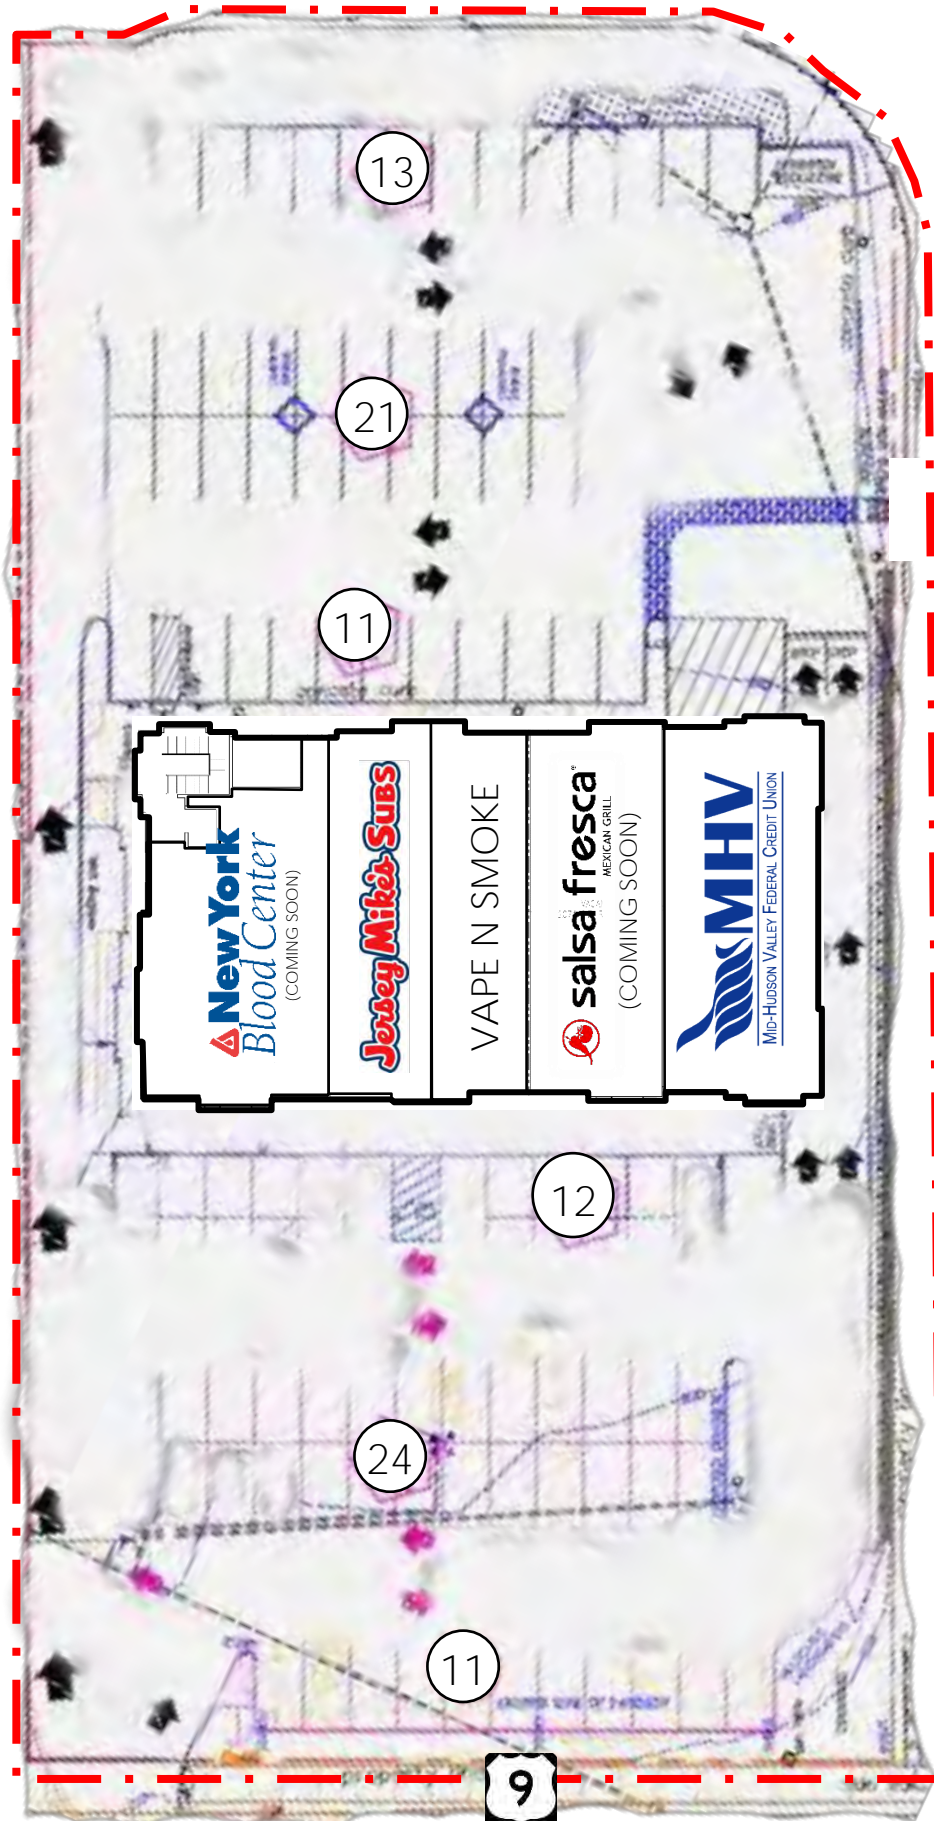 13
21
11
New York
Blood Center
(COMING SOON)
Jersey Mike's Subs
VAPE N SMOKE
salsa fresca
MEXICAN GRILL
(COMING SOON)
MHV
MID-HUDSON VALLEY FEDERAL CREDIT UNION
12
24
11
9